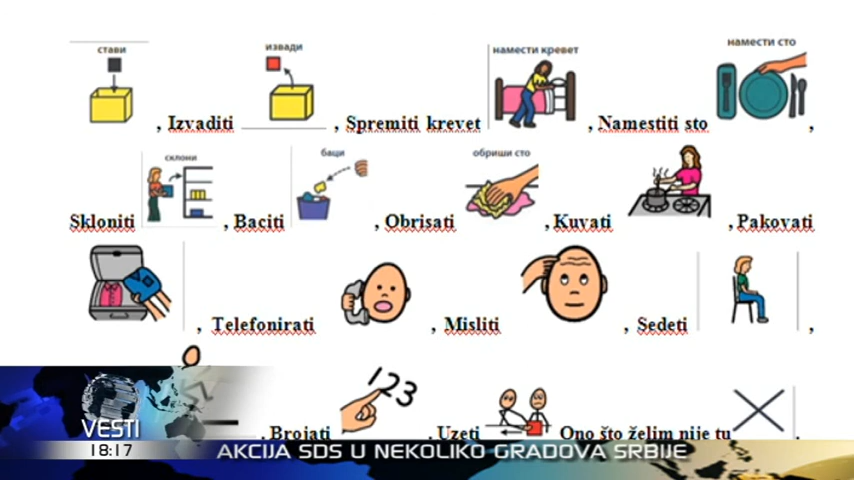 стави извади намести кревет намести сто
, Izvaditi , Spremiti krevet , Namestiti sto ,
склони баци обриши сто
Skloniti , Baciti , Obrisati , Kuvati , Pakovati
, Telefonirati , Misliti , Sedeti ,
123
, Brojati . Uzeti Ono što želim nije tu .
VESTI
18:17 AKCIJA SDS U NEKOLIKO GRADOVA SRBIJE